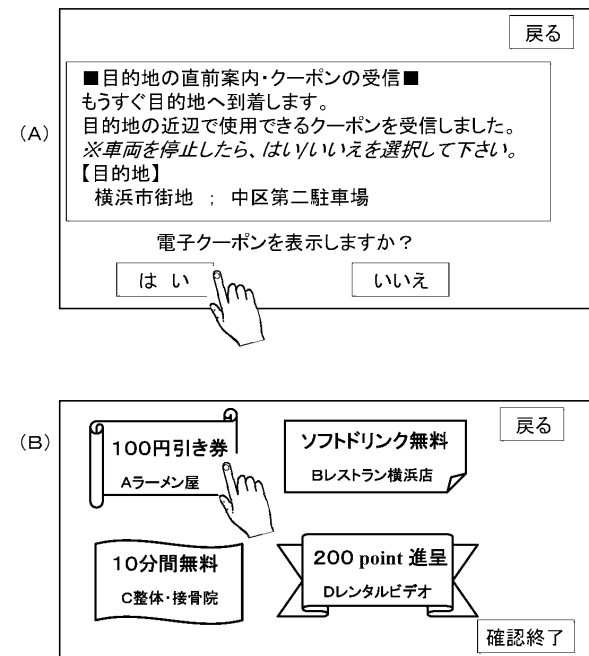 (A)
戻る
■目的地の直前案内・クーポンの受信■
もうすぐ目的地へ到着します。
目的地の近辺で使用できるクーポンを受信しました。
※車両を停止したら、はい/いいえを選択して下さい。
【目的地】
横浜市街地 ; 中区第二駐車場
電子クーポンを表示しますか？
は い
いいえ
(B)
戻る
100円引き券
Aラーメン屋
ソフトドリンク無料
Bレストラン横浜店
10分間無料
C整体・接骨院
200 point 進呈
Dレンタルビデオ
確認終了